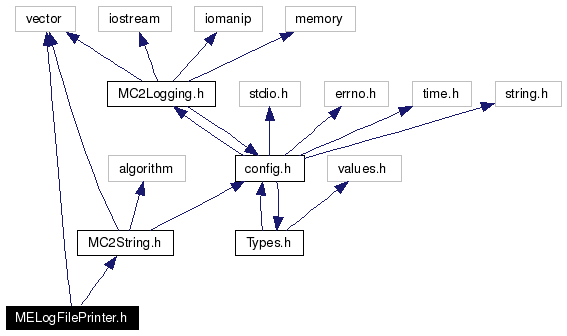 vector
iostream
iomanip
memory
MC2Logging.h
stdio.h
errno.h
time.h
string.h
algorithm
config.h
values.h
MC2String.h
Types.h
MELogFilePrinter.h